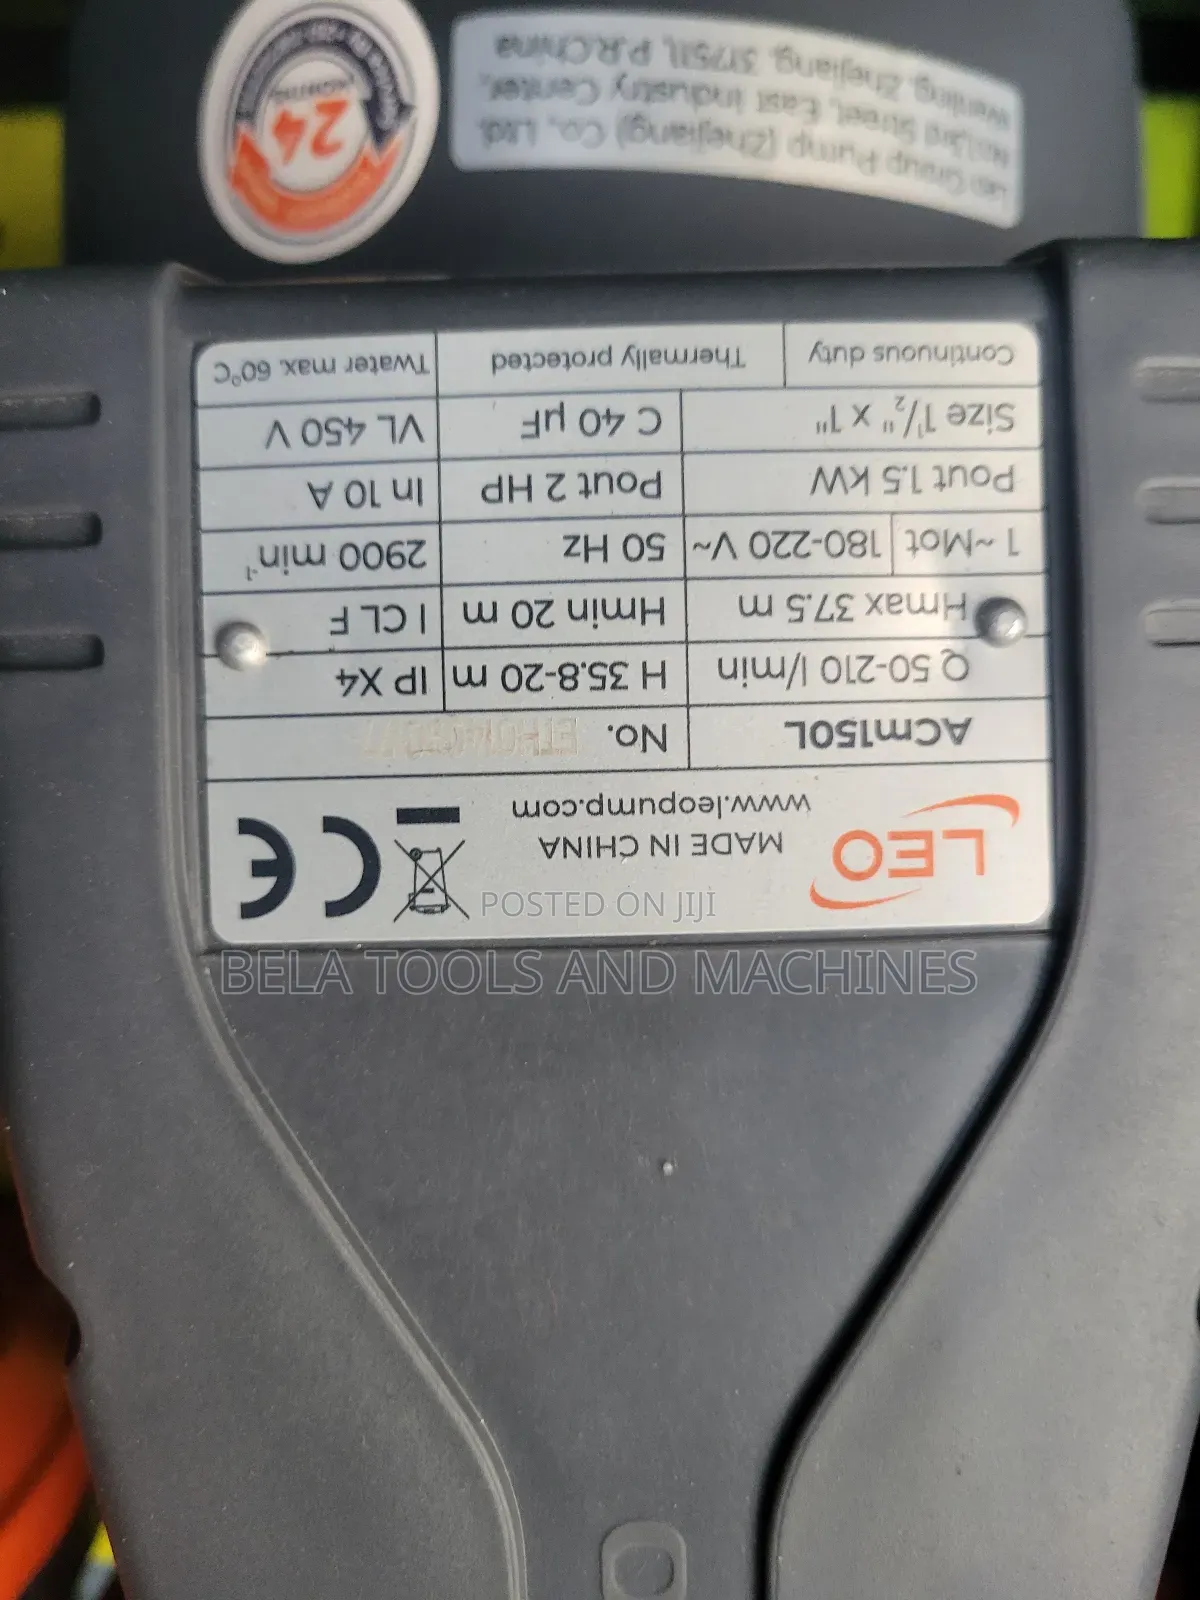 LEO
MADE IN CHINA
www.leopump.com
CE
ACm150L No.
Q 50-210 l/min H 35.8-20 m IP X4
Hmax 37.5 m Hmin 20 m I CL F
1~Mot 180-220 V~ 50 Hz 2900 min⁻¹
Pout 1.5 kW Pout 2 HP In 10 A
Size 1¹/₂" x 1" C 40 µF VL 450 V
Continuous duty Thermally protected Twater max. 60°C
Leo Group Pump (Zhejiang) Co., Ltd.
Street, East Industry Center,
Wenling, Zhejiang, 317511, P.R.China
24
MONTHS
POSTED ON JIJI
BELA TOOLS AND MACHINES